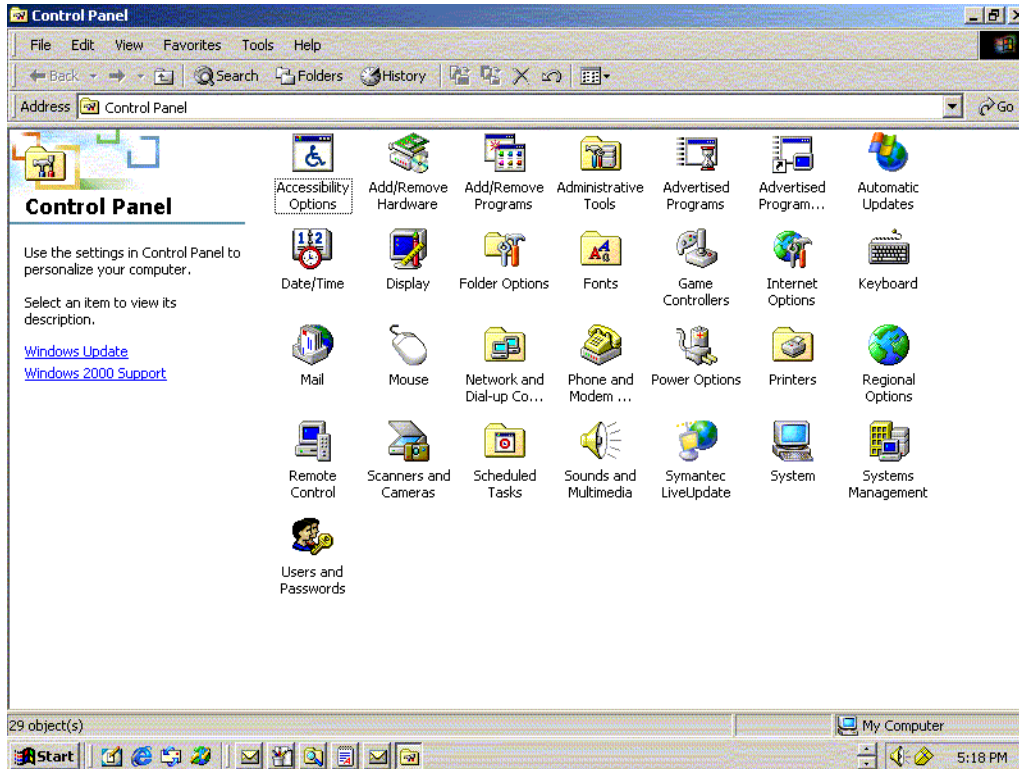 Control Panel
File Edit View Favorites Tools Help
Back Search Folders History
Address Control Panel Go
Control Panel
Use the settings in Control Panel to
personalize your computer.
Select an item to view its
description.
Windows Update
Windows 2000 Support
Accessibility
Options
Add/Remove
Hardware
Add/Remove
Programs
Administrative
Tools
Advertised
Programs
Advertised
Program...
Automatic
Updates
Date/Time
Display
Folder Options
Fonts
Game
Controllers
Internet
Options
Keyboard
Mail
Mouse
Network and
Dial-up Co...
Phone and
Modem ...
Power Options
Printers
Regional
Options
Remote
Control
Scanners and
Cameras
Scheduled
Tasks
Sounds and
Multimedia
Symantec
LiveUpdate
System
Systems
Management
Users and
Passwords
29 object(s) My Computer
Start 5:18 PM